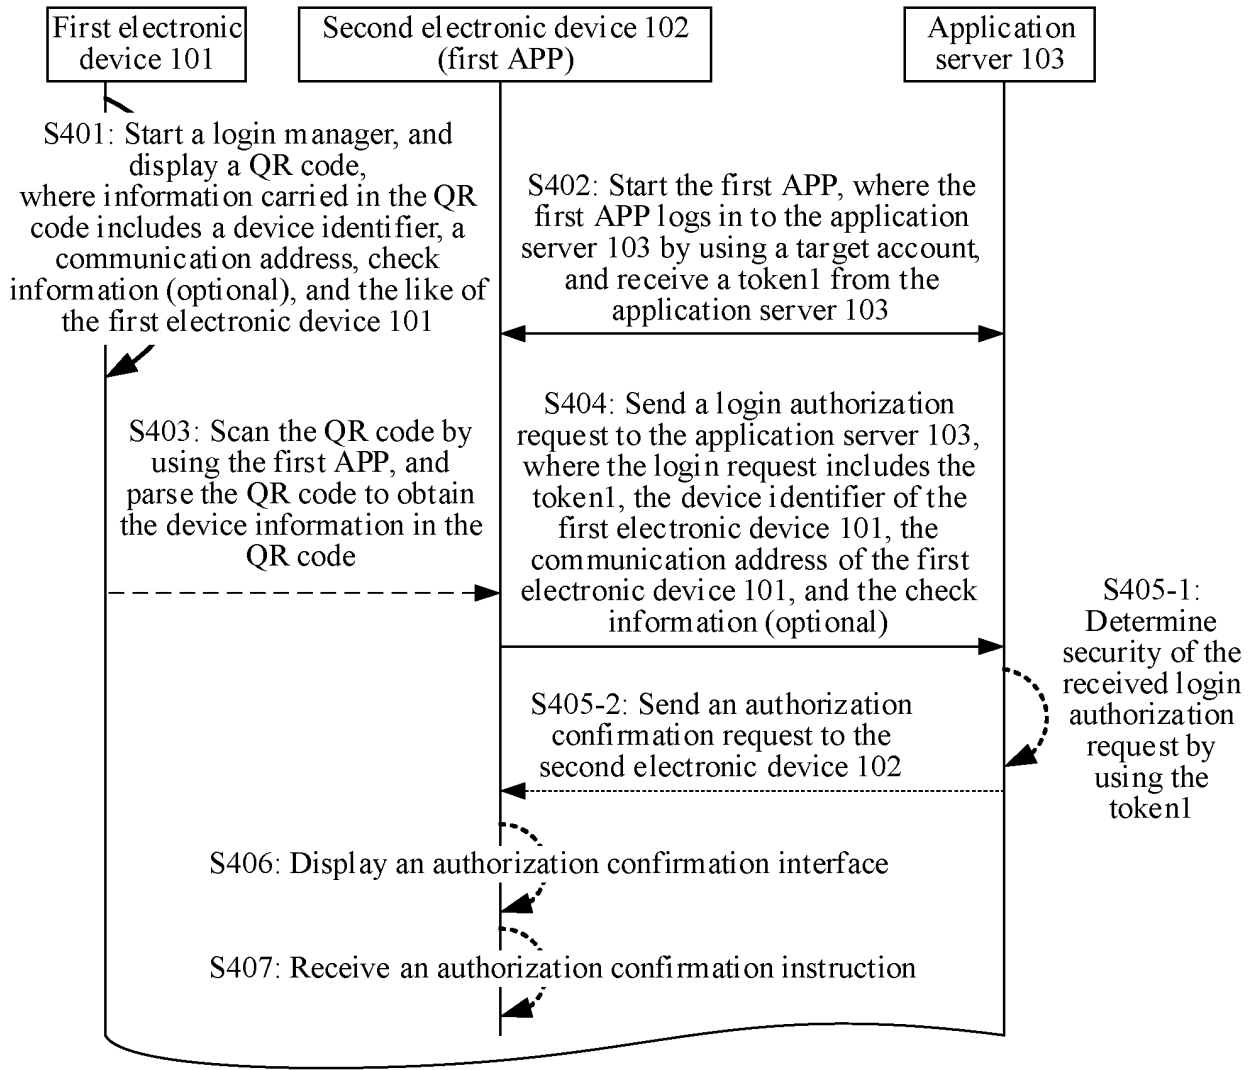 First electronic
device 101
Second electronic device 102
(first APP)
Application
server 103
S401: Start a login manager, and
display a QR code,
where information carried in the QR
code includes a device identifier, a
communication address, check
information (optional), and the like of
the first electronic device 101
S402: Start the first APP, where the
first APP logs in to the application
server 103 by using a target account,
and receive a token1 from the
application server 103
S403: Scan the QR code by
using the first APP, and
parse the QR code to obtain
the device information in the
QR code
S404: Send a login authorization
request to the application server 103,
where the login request includes the
token1, the device identifier of the
first electronic device 101, the
communication address of the first
electronic device 101, and the check
information (optional)
S405-1:
Determine
security of the
received login
authorization
request by
using the
token1
S405-2: Send an authorization
confirmation request to the
second electronic device 102
S406: Display an authorization confirmation interface
S407: Receive an authorization confirmation instruction